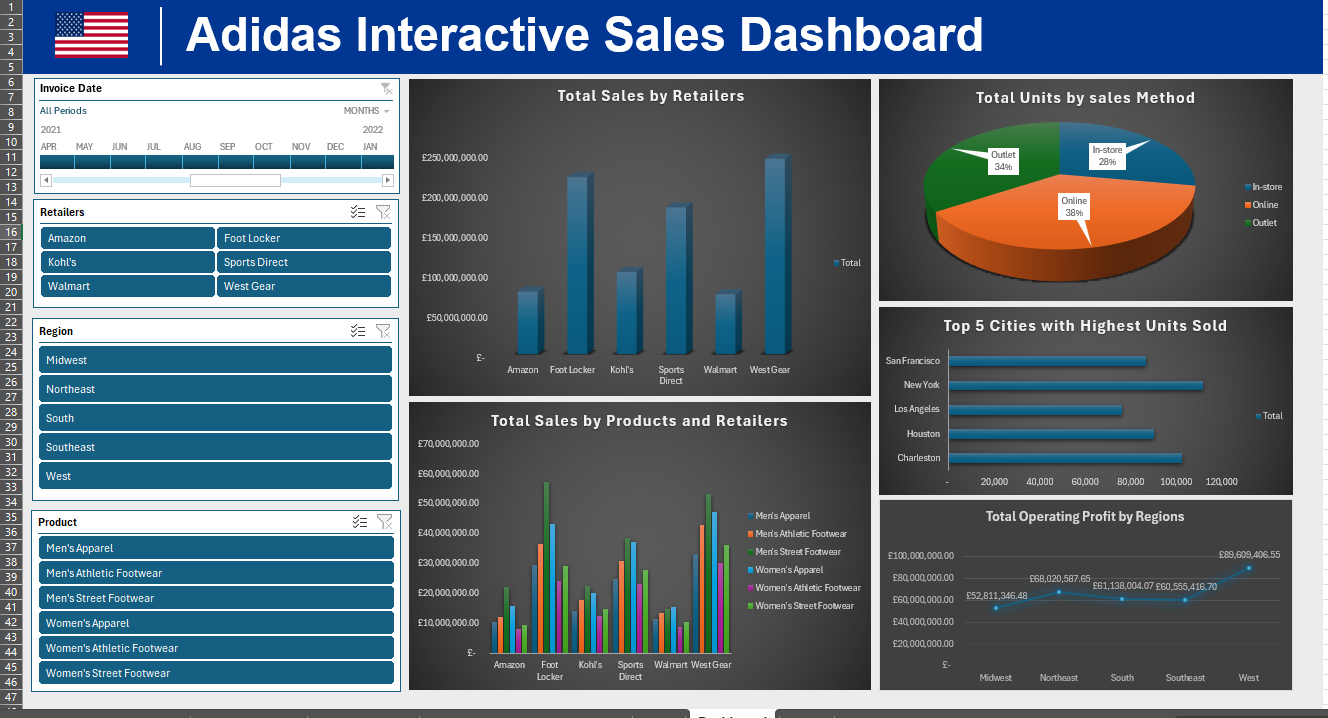 Adidas Interactive Sales Dashboard
1
2
3
4
5
6
7
8
9
10
11
12
13
14
15
16
17
18
19
20
21
22
23
24
25
26
27
28
29
30
31
32
33
34
35
36
37
38
39
40
41
42
43
44
45
46
47
Invoice Date
All Periods MONTHS
2021 2022
APR MAY JUN JUL AUG SEP OCT NOV DEC JAN
Retailers
Amazon Foot Locker
Kohl's Sports Direct
Walmart West Gear
Region
Midwest
Northeast
South
Southeast
West
Product
Men's Apparel
Men's Athletic Footwear
Men's Street Footwear
Women's Apparel
Women's Athletic Footwear
Women's Street Footwear
Total Sales by Retailers
£250,000,000.00
£200,000,000.00
£150,000,000.00
£100,000,000.00
£50,000,000.00
£-
Amazon Foot Locker Kohl's Sports Direct Walmart West Gear
Total
Total Sales by Products and Retailers
£70,000,000.00
£60,000,000.00
£50,000,000.00
£40,000,000.00
£30,000,000.00
£20,000,000.00
£10,000,000.00
£-
Amazon Foot Locker Kohl's Sports Direct Walmart West Gear
Men's Apparel
Men's Athletic Footwear
Men's Street Footwear
Women's Apparel
Women's Athletic Footwear
Women's Street Footwear
Total Units by sales Method
Outlet
34%
In-store
28%
Online
38%
In-store
Online
Outlet
Top 5 Cities with Highest Units Sold
San Francisco
New York
Los Angeles
Houston
Charleston
- 20,000 40,000 60,000 80,000 100,000 120,000
Total
Total Operating Profit by Regions
£100,000,000.00
£80,000,000.00
£60,000,000.00
£40,000,000.00
£20,000,000.00
£-
£52,811,346.48 £68,020,587.65 £61,138,004.07 £60,555,416.70 £89,609,406.55
Midwest Northeast South Southeast West